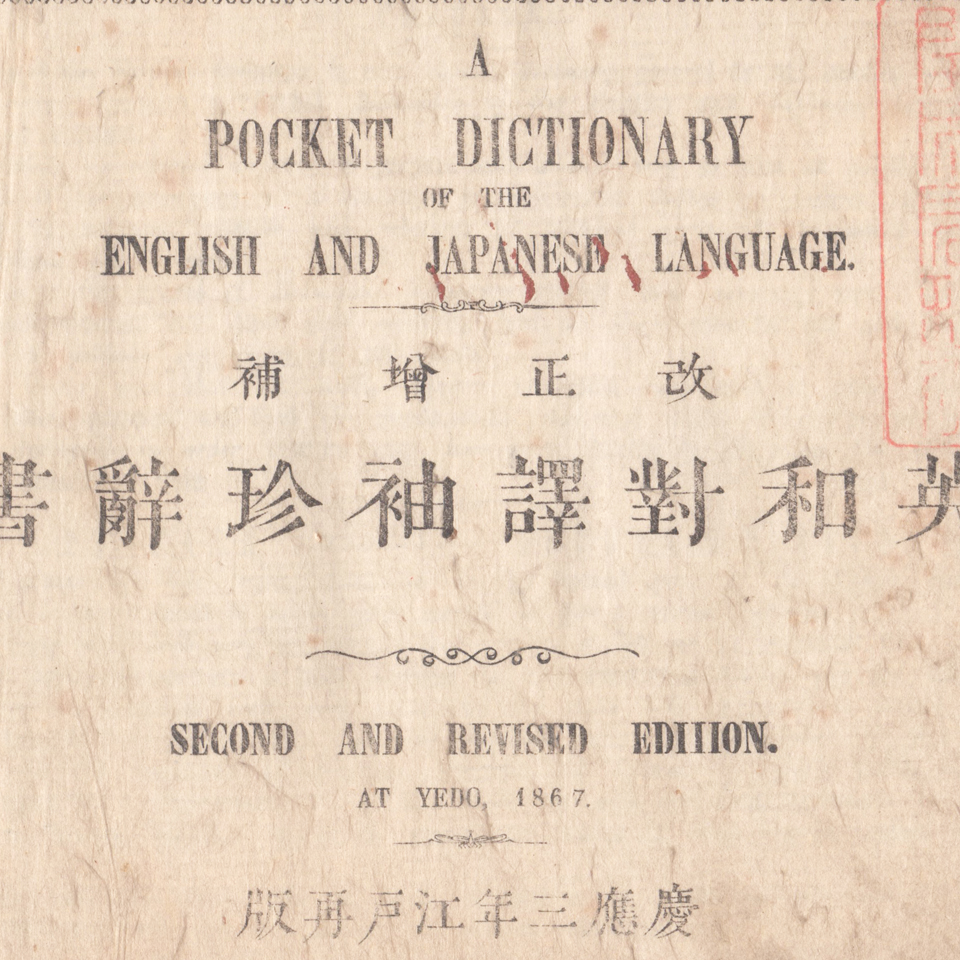 A
POCKET DICTIONARY
OF THE
ENGLISH AND JAPANESE LANGUAGE.
改正增補
英和對譯袖珍辭書
SECOND AND REVISED EDITION.
AT YEDO, 1867.
慶應三年江戸再版